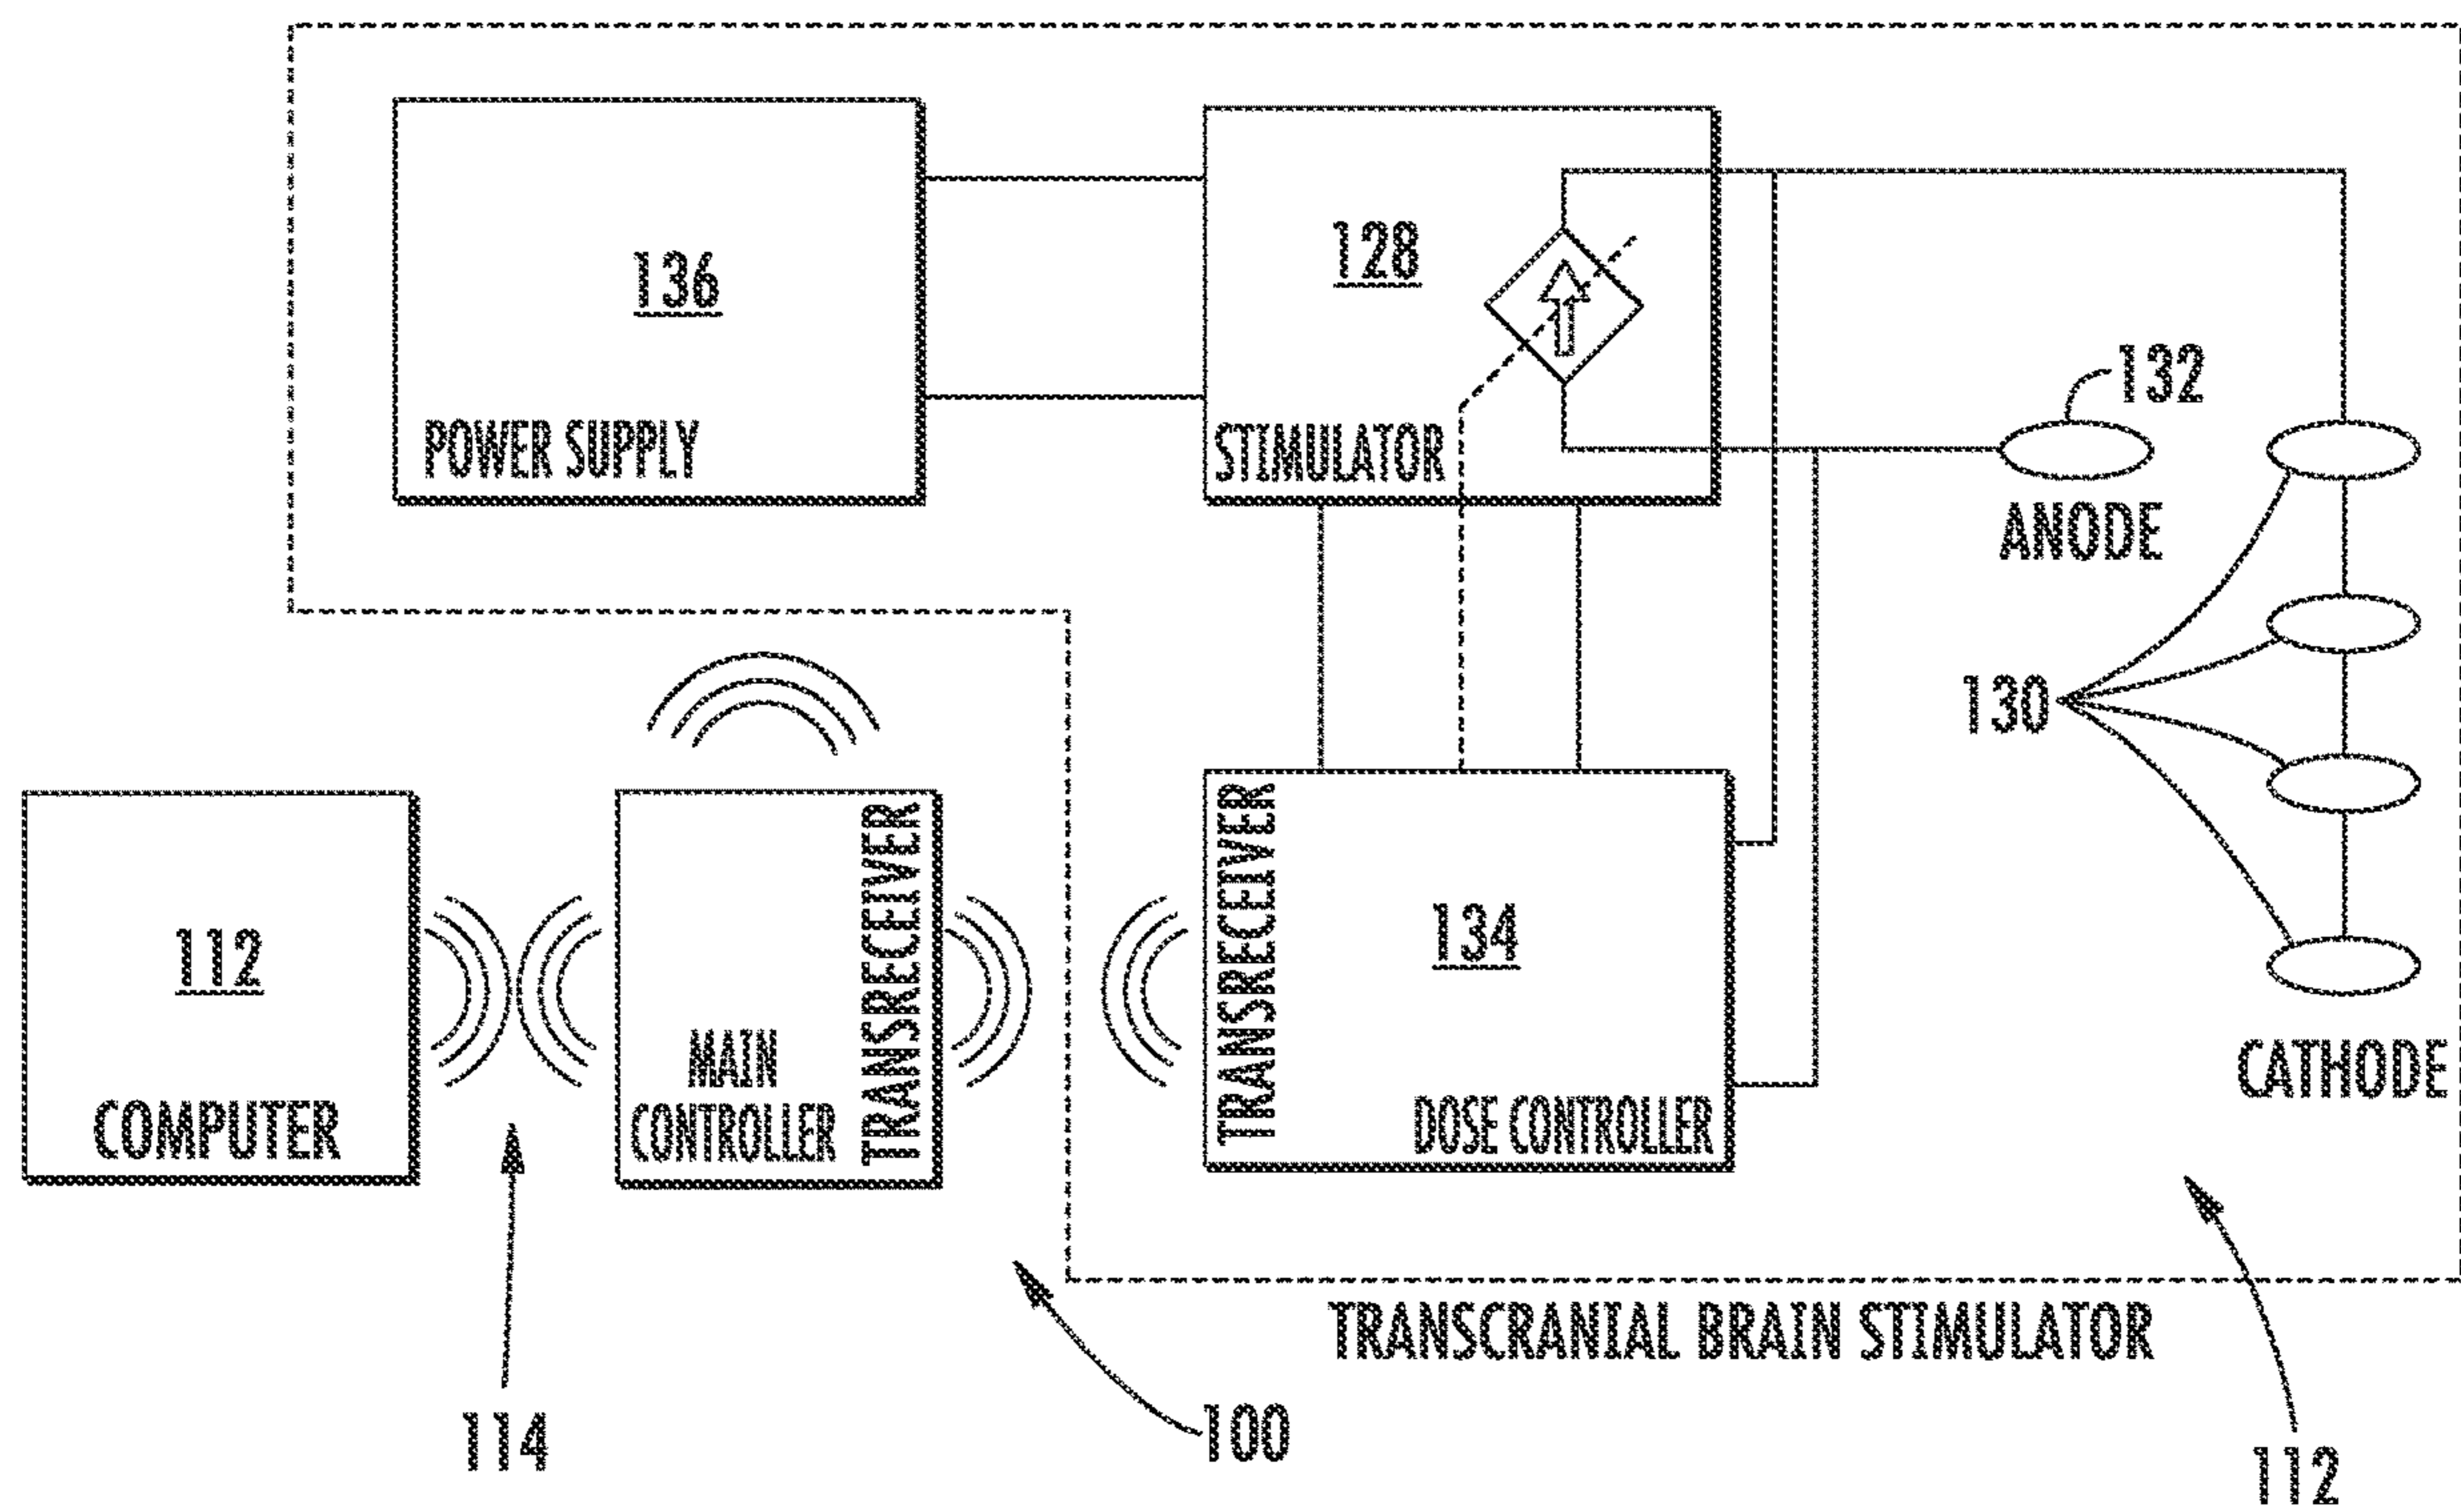 136
POWER SUPPLY
128
STIMULATOR
132
ANODE
130
CATHODE
112
COMPUTER
MAIN
CONTROLLER
TRANSRECEIVER
TRANSRECEIVER
134
DOSE CONTROLLER
TRANSCRANIAL BRAIN STIMULATOR
114
100
112